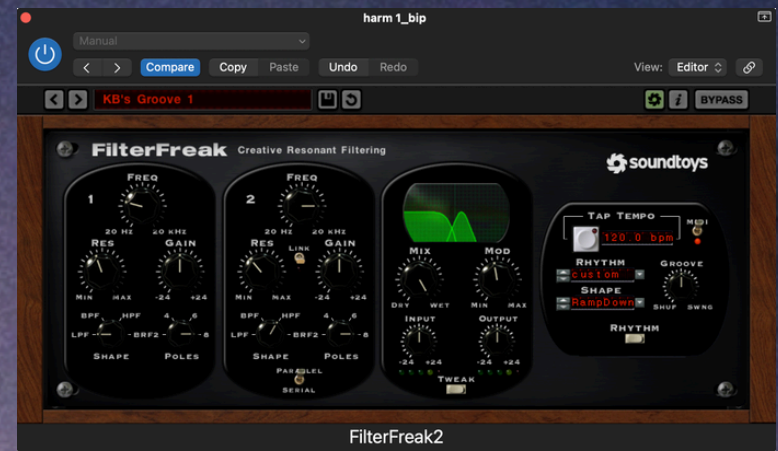 harm 1_bip
Manual
Compare Copy Paste Undo Redo View: Editor
KB's Groove 1 i BYPASS
FilterFreak Creative Resonant Filtering
soundtoys
1 FREQ
20 HZ 20 KHZ
RES GAIN
MIN MAX -24 +24
BPF HPF 4 6
LPF BRF2 2 8
SHAPE POLES
2 FREQ
20 HZ 20 KHZ
RES LINK GAIN
MIN MAX -24 +24
BPF HPF 4 6
LPF BRF2 2 8
SHAPE POLES
PARALLEL
SERIAL
MIX MOD
DRY WET MIN MAX
INPUT OUTPUT
-24 +24 -24 +24
TWEAK
TAP TEMPO MIDI
120.0 bpm
RHYTHM GROOVE
custom
SHAPE
RampDown SHUF SWNG
RHYTHM
FilterFreak2